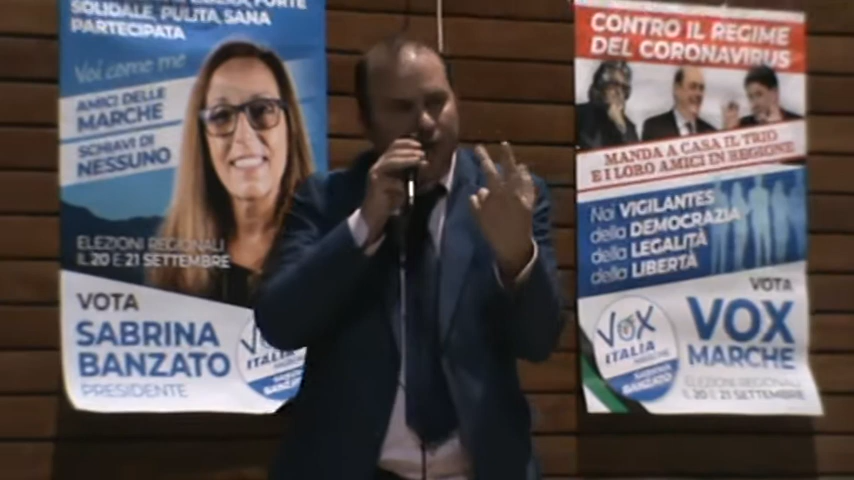 SOLIDALE, PULITA, SANA
PARTECIPATA
Voi come me
AMICI DELLE
MARCHE
SCHIAVI DI
NESSUNO
ELEZIONI REGIONALI
IL 20 E 21 SETTEMBRE
VOTA
SABRINA
BANZATO
PRESIDENTE
VOX
ITALIA
MARCHE
CONTRO IL REGIME
DEL CORONAVIRUS
MANDA A CASA IL TRIO
E I LORO AMICI IN REGIONE
Noi VIGILANTES
della DEMOCRAZIA
della LEGALITÀ
della LIBERTÀ
VOX
ITALIA
MARCHE
SABRINA
BANZATO
VOTA
VOX
MARCHE
ELEZIONI REGIONALI
IL 20 E 21 SETTEMBRE